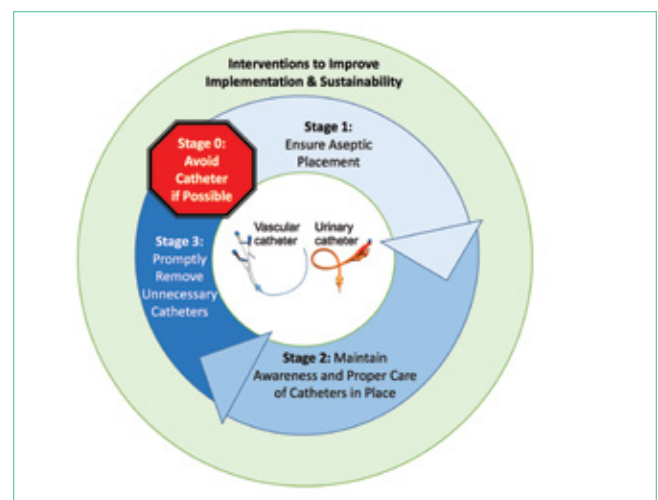 Interventions to Improve
Implementation & Sustainability
Stage 0:
Avoid
Catheter
if Possible
Stage 1:
Ensure Aseptic
Placement
Vascular
catheter
Urinary
catheter
Stage 2: Maintain
Awareness and Proper Care
of Catheters in Place
Stage 3:
Promptly
Remove
Unnecessary
Catheters